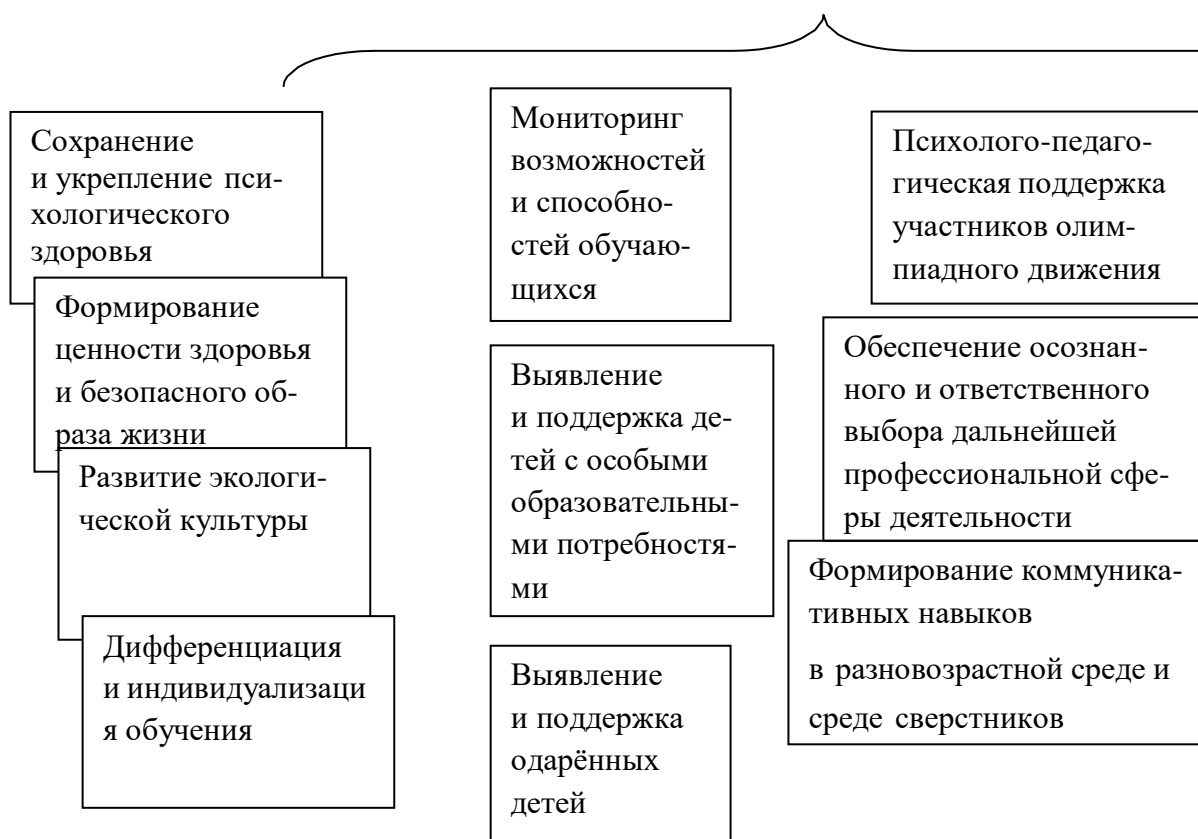 Сохранение
и укрепление пси-
хологического
здоровья
Формирование
ценности здоровья
и безопасного об-
раза жизни
Развитие экологи-
ческой культуры
Дифференциация
и индивидуализаци
я обучения
Мониторинг
возможностей
и способно-
стей обучаю-
щихся
Выявление
и поддержка де-
тей с особыми
образовательны-
ми потребностя-
ми
Выявление
и поддержка
одарённых
детей
Психолого-педаго-
гическая поддержка
участников олим-
пиадного движения
Обеспечение осознан-
ного и ответственного
выбора дальнейшей
профессиональной сфе-
ры деятельности
Формирование коммуника-
тивных навыков
в разновозрастной среде и
среде сверстников